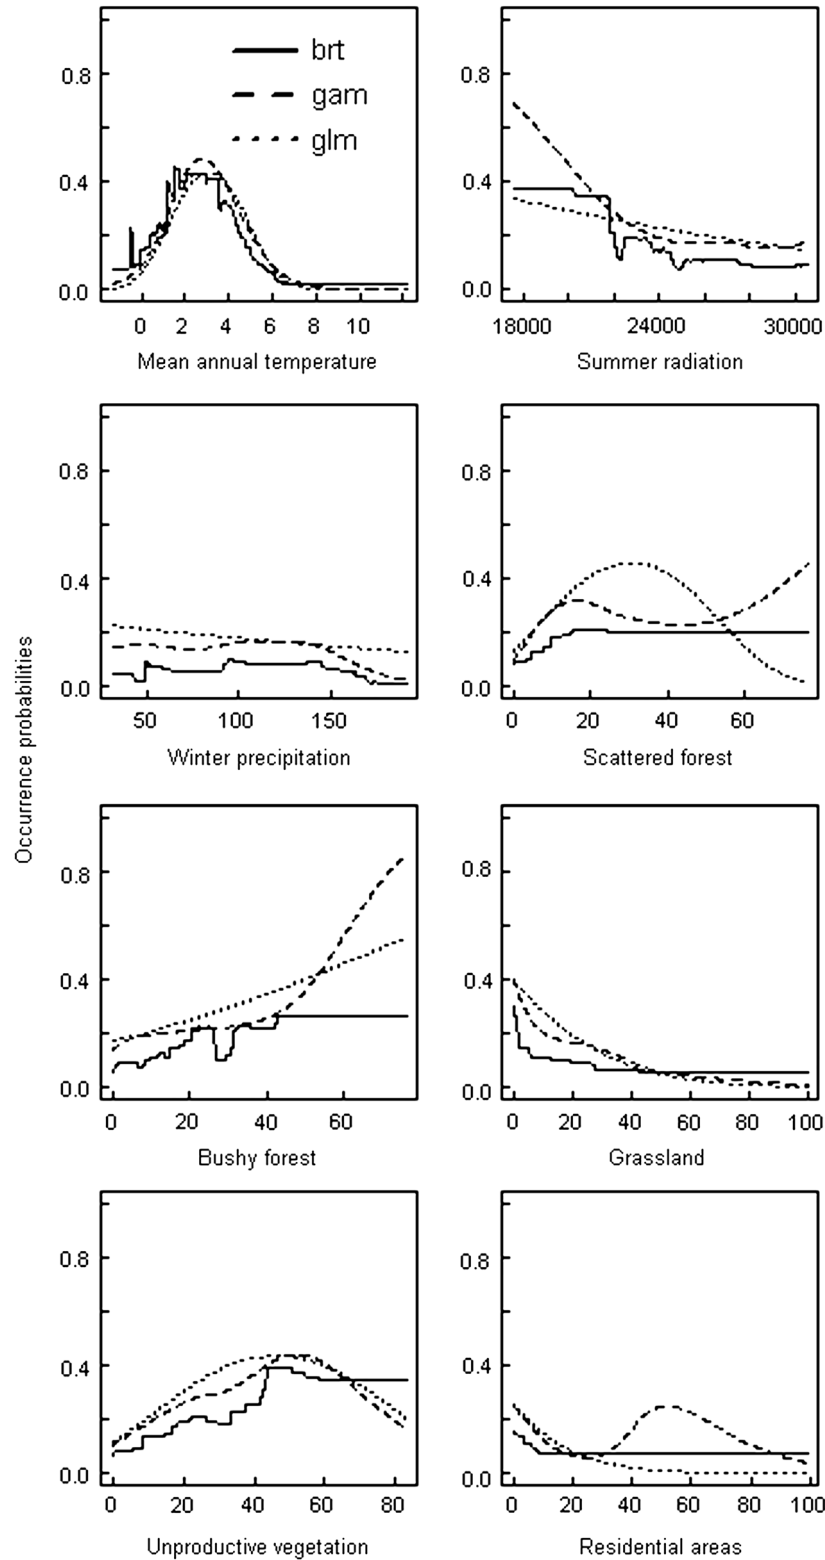 brt
gam
glm
0.8
0.4
0.0
0 2 4 6 8 10
Mean annual temperature
0.8
0.4
0.0
18000 24000 30000
Summer radiation
0.8
0.4
0.0
50 100 150
Winter precipitation
0.8
0.4
0.0
0 20 40 60
Scattered forest
Occurrence probabilities
0.8
0.4
0.0
0 20 40 60
Bushy forest
0.8
0.4
0.0
0 20 40 60 80 100
Grassland
0.8
0.4
0.0
0 20 40 60 80
Unproductive vegetation
0.8
0.4
0.0
0 20 40 60 80 100
Residential areas